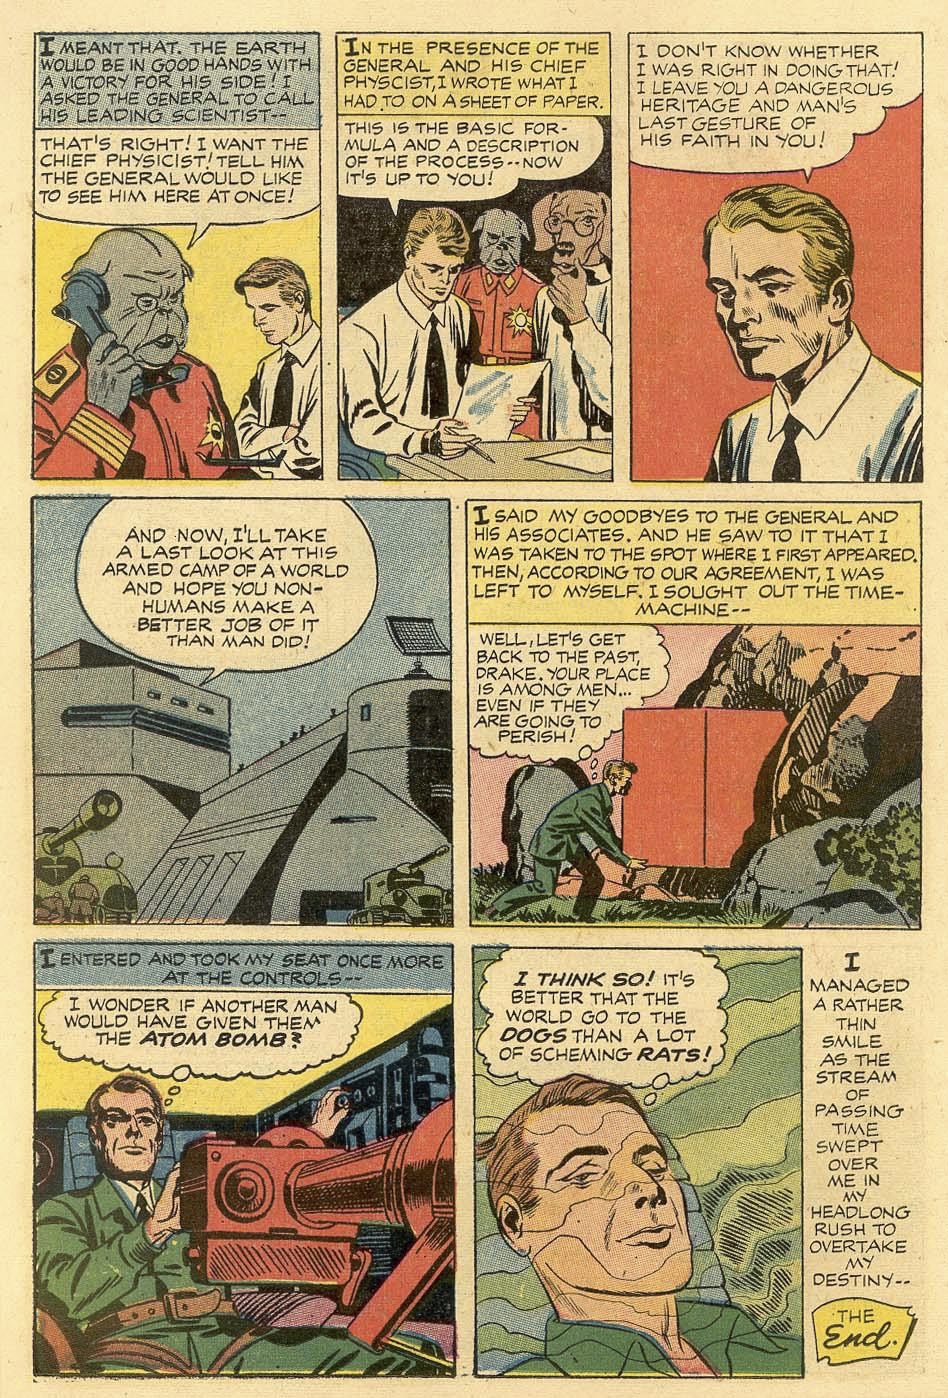 I MEANT THAT. THE EARTH
WOULD BE IN GOOD HANDS WITH
A VICTORY FOR HIS SIDE! I
ASKED THE GENERAL TO CALL
HIS LEADING SCIENTIST--
THAT'S RIGHT! I WANT THE
CHIEF PHYSICIST! TELL HIM
THE GENERAL WOULD LIKE
TO SEE HIM HERE AT ONCE!
IN THE PRESENCE OF THE
GENERAL AND HIS CHIEF
PHYSCIST, I WROTE WHAT I
HAD TO ON A SHEET OF PAPER.
THIS IS THE BASIC FOR-
MULA AND A DESCRIPTION
OF THE PROCESS--NOW
IT'S UP TO YOU!
I DON'T KNOW WHETHER
I WAS RIGHT IN DOING THAT!
I LEAVE YOU A DANGEROUS
HERITAGE AND MAN'S
LAST GESTURE OF
HIS FAITH IN YOU!
AND NOW, I'LL TAKE
A LAST LOOK AT THIS
ARMED CAMP OF A WORLD
AND HOPE YOU NON-
HUMANS MAKE A
BETTER JOB OF IT
THAN MAN DID!
I SAID MY GOODBYES TO THE GENERAL AND
HIS ASSOCIATES. AND HE SAW TO IT THAT I
WAS TAKEN TO THE SPOT WHERE I FIRST APPEARED.
THEN, ACCORDING TO OUR AGREEMENT, I WAS
LEFT TO MYSELF. I SOUGHT OUT THE TIME-
MACHINE--
WELL, LET'S GET
BACK TO THE PAST,
DRAKE. YOUR PLACE
IS AMONG MEN...
EVEN IF THEY
ARE GOING TO
PERISH!
I ENTERED AND TOOK MY SEAT ONCE MORE
AT THE CONTROLS--
I WONDER IF ANOTHER MAN
WOULD HAVE GIVEN THEM
THE ATOM BOMB?
I THINK SO! IT'S
BETTER THAT THE
WORLD GO TO THE
DOGS THAN A LOT
OF SCHEMING RATS!
I
MANAGED
A RATHER
THIN
SMILE
AS THE
STREAM
OF
PASSING
TIME
SWEPT
OVER
ME IN
MY
HEADLONG
RUSH TO
OVERTAKE
MY
DESTINY--
THE
End.